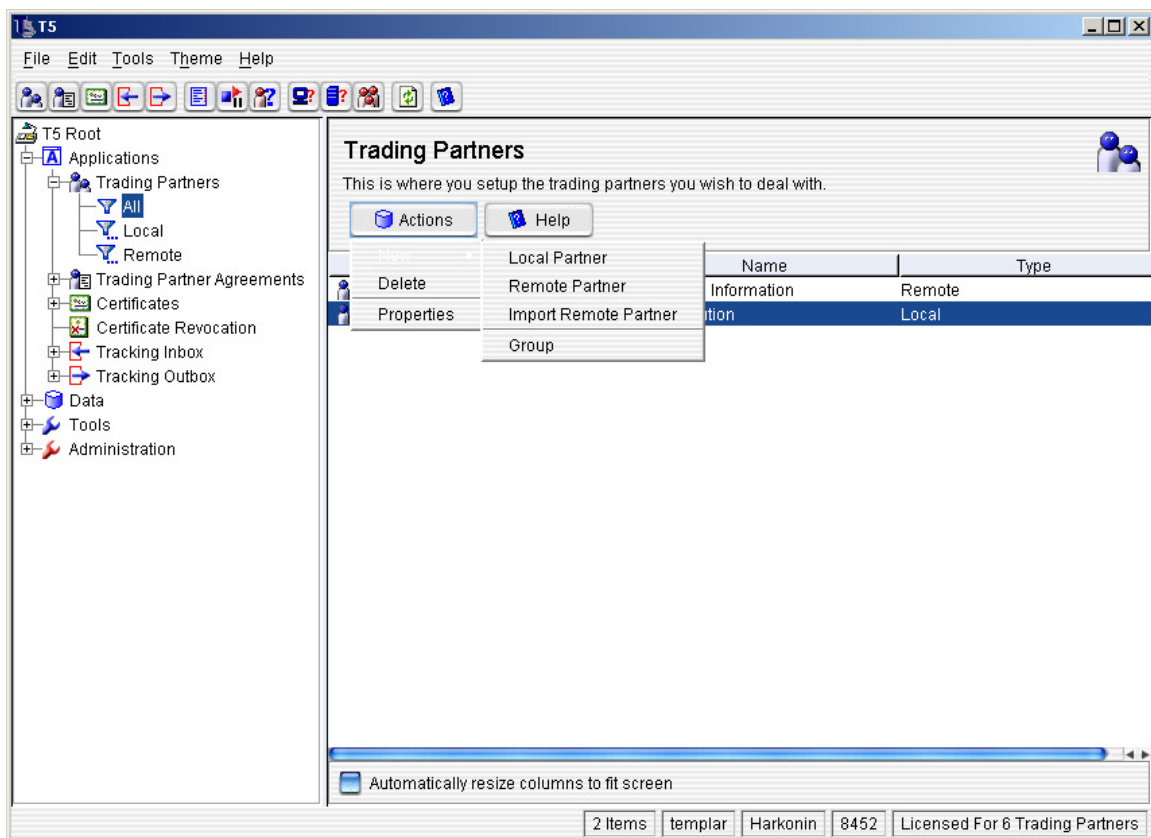 T5
File Edit Tools Theme Help
T5 Root
Applications
Trading Partners
All
Local
Remote
Trading Partner Agreements
Certificates
Certificate Revocation
Tracking Inbox
Tracking Outbox
Data
Tools
Administration
Trading Partners
This is where you setup the trading partners you wish to deal with.
Actions Help
New
Delete
Properties
Local Partner
Remote Partner
Import Remote Partner
Group
Name Type
Information Remote
Local
Automatically resize columns to fit screen
2 Items templar Harkonin 8452 Licensed For 6 Trading Partners